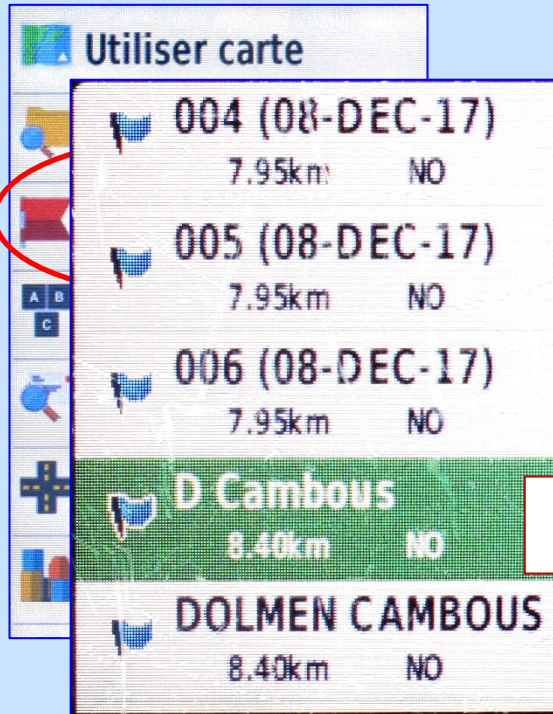 Utiliser carte
A B
C
004 (08-DEC-17)
7.95km NO
005 (08-DEC-17)
7.95km NO
006 (08-DEC-17)
7.95km NO
D Cambous
8.40km NO
DOLMEN CAMBOUS
8.40km NO